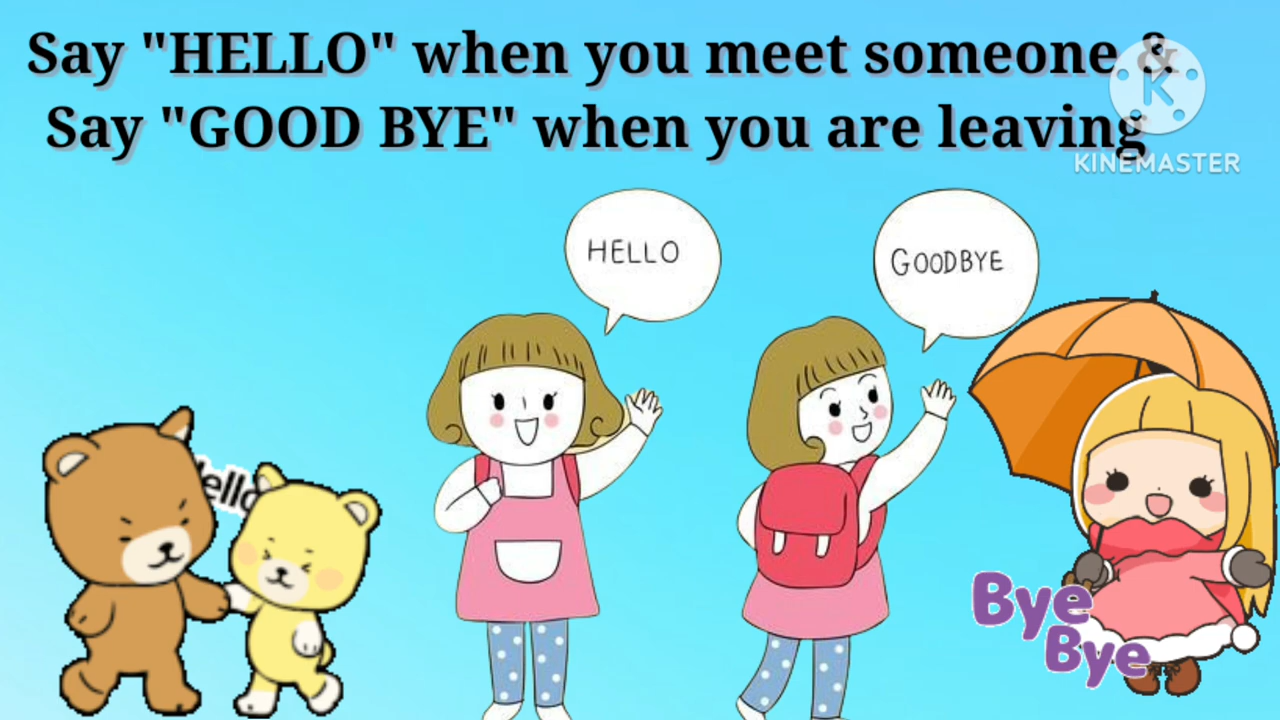 Say "HELLO" when you meet someone &
Say "GOOD BYE" when you are leaving
K
KINEMASTER
HELLO
GOODBYE
Bye
Bye